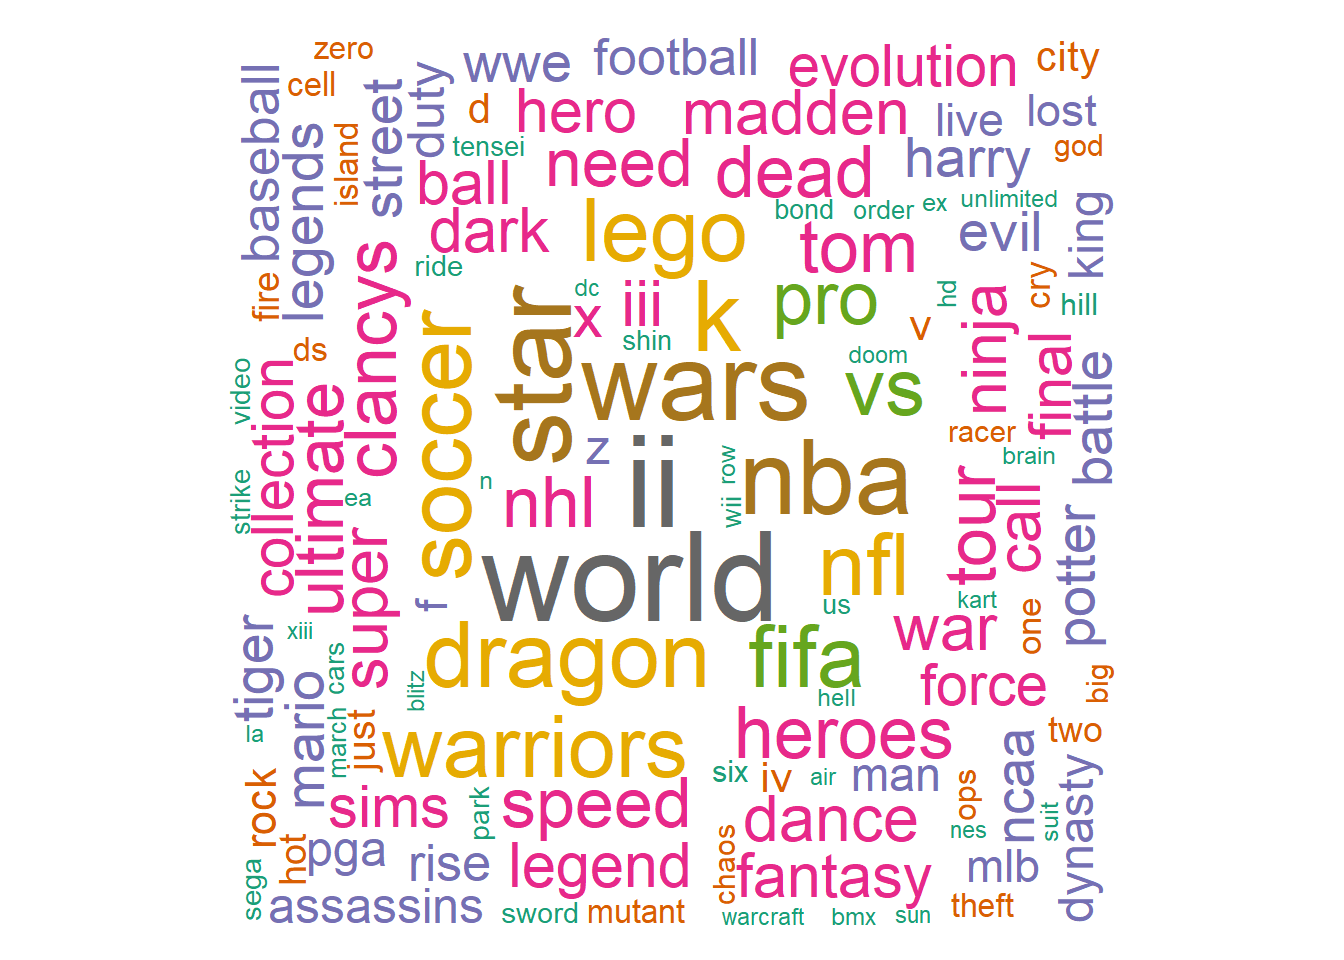 zero
wwe
football
evolution
city
cell
baseball
street
duty
d
hero
madden
live
lost
legends
island
tensei
need
dead
harry
god
ball
bond
order
ex
unlimited
king
dark
lego
tom
evil
ride
fire
clancys
dc
x
iii
k
pro
v
hd
ninja
cry
hill
star
shin
ds
soccer
wars
doom
vs
final
battle
video
collection
ultimate
racer
z
ii
row
nba
brain
strike
ea
n
nhl
wii
tour
call
super
world
nfl
potter
f
us
kart
xiii
tiger
dragon
fifa
war
one
cars
blitz
hell
force
big
la
mario
march
just
warriors
heroes
two
ncaa
six
iv
air
man
ops
rock
sims
park
speed
dance
nes
suit
dynasty
hot
pga
rise
legend
chaos
fantasy
mlb
sega
assassins
sword
mutant
warcraft
bmx
sun
theft